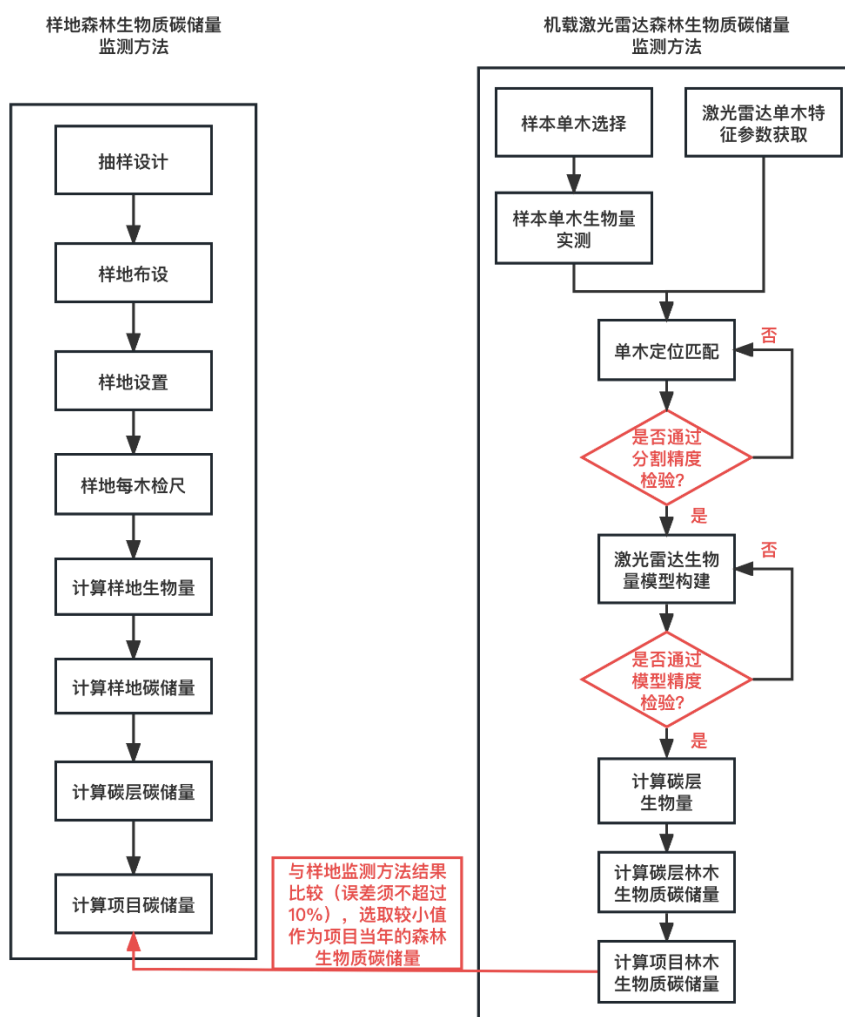 样地森林生物质碳储量
监测方法
抽样设计
样地布设
样地设置
样地每木检尺
计算样地生物量
计算样地碳储量
计算碳层碳储量
计算项目碳储量
与样地监测方法结果
比较（误差须不超过
10%），选取较小值
作为项目当年的森林
生物质碳储量
机载激光雷达森林生物质碳储量
监测方法
样本单木选择
激光雷达单木特
征参数获取
样本单木生物量
实测
单木定位匹配
否
是否通过
分割精度
检验?
是
激光雷达生物
量模型构建
否
是否通过
模型精度
检验?
是
计算碳层
生物量
计算碳层林木
生物质碳储量
计算项目林木
生物质碳储量